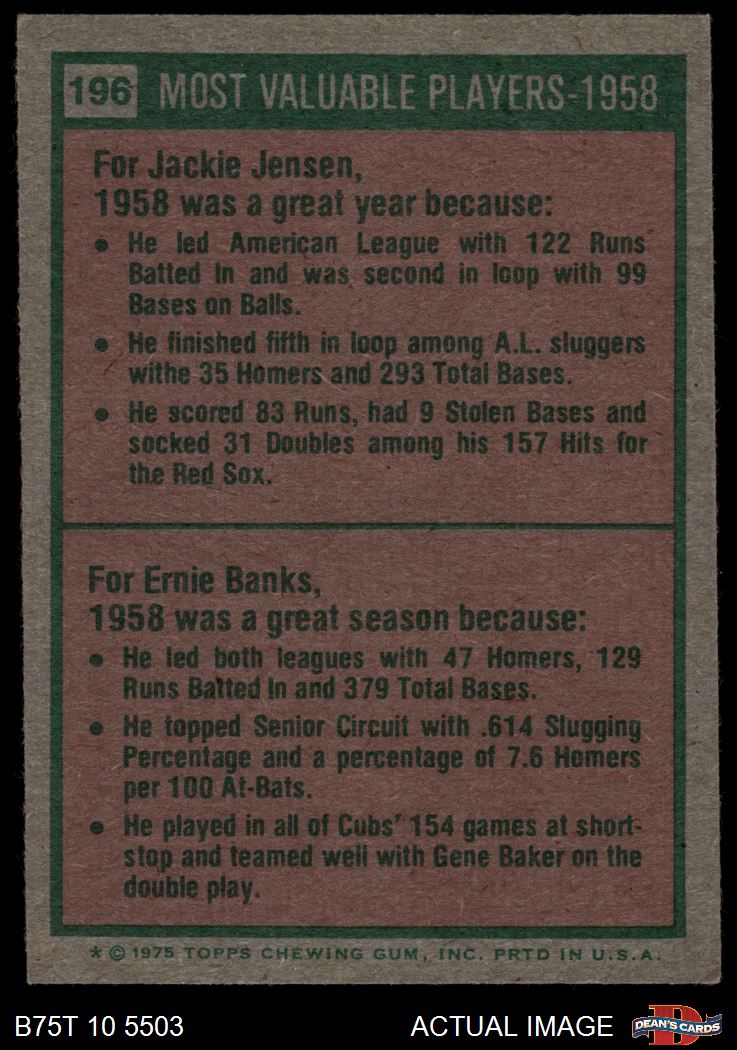 196 MOST VALUABLE PLAYERS-1958
For Jackie Jensen,
1958 was a great year because:
• He led American League with 122 Runs
Batted In and was second in loop with 99
Bases on Balls.
• He finished fifth in loop among A.L. sluggers
withe 35 Homers and 293 Total Bases.
• He scored 83 Runs, had 9 Stolen Bases and
socked 31 Doubles among his 157 Hits for
the Red Sox.
For Ernie Banks,
1958 was a great season because:
• He led both leagues with 47 Homers, 129
Runs Batted In and 379 Total Bases.
• He topped Senior Circuit with .614 Slugging
Percentage and a percentage of 7.6 Homers
per 100 At-Bats.
• He played in all of Cubs' 154 games at short-
stop and teamed well with Gene Baker on the
double play.
* © 1975 TOPPS CHEWING GUM, INC. PRTD IN U.S.A.
B75T 10 5503 ACTUAL IMAGE D DEAN'S CARDS